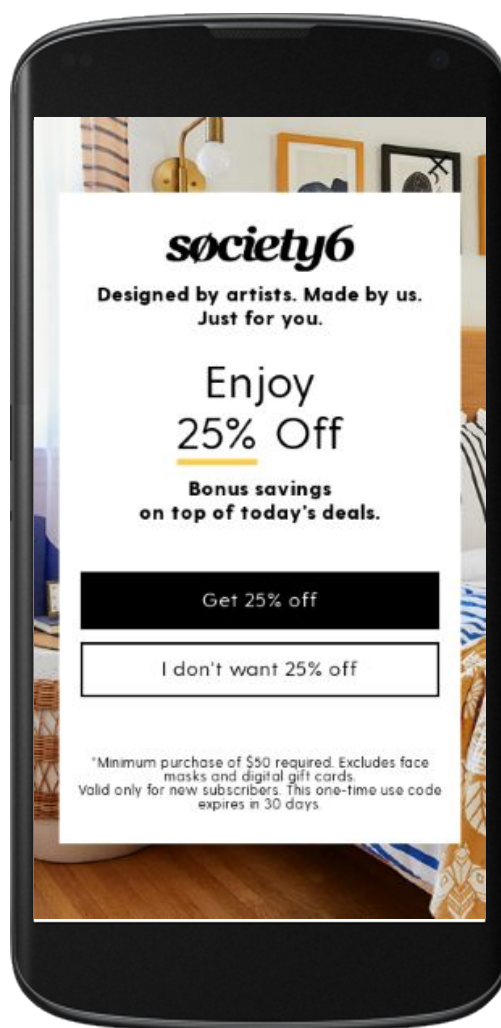 søciety6
Designed by artists. Made by us.
Just for you.
Enjoy
25% Off
Bonus savings
on top of today's deals.
Get 25% off
I don't want 25% off
*Minimum purchase of $50 required. Excludes face
masks and digital gift cards.
Valid only for new subscribers. This one-time use code
expires in 30 days.